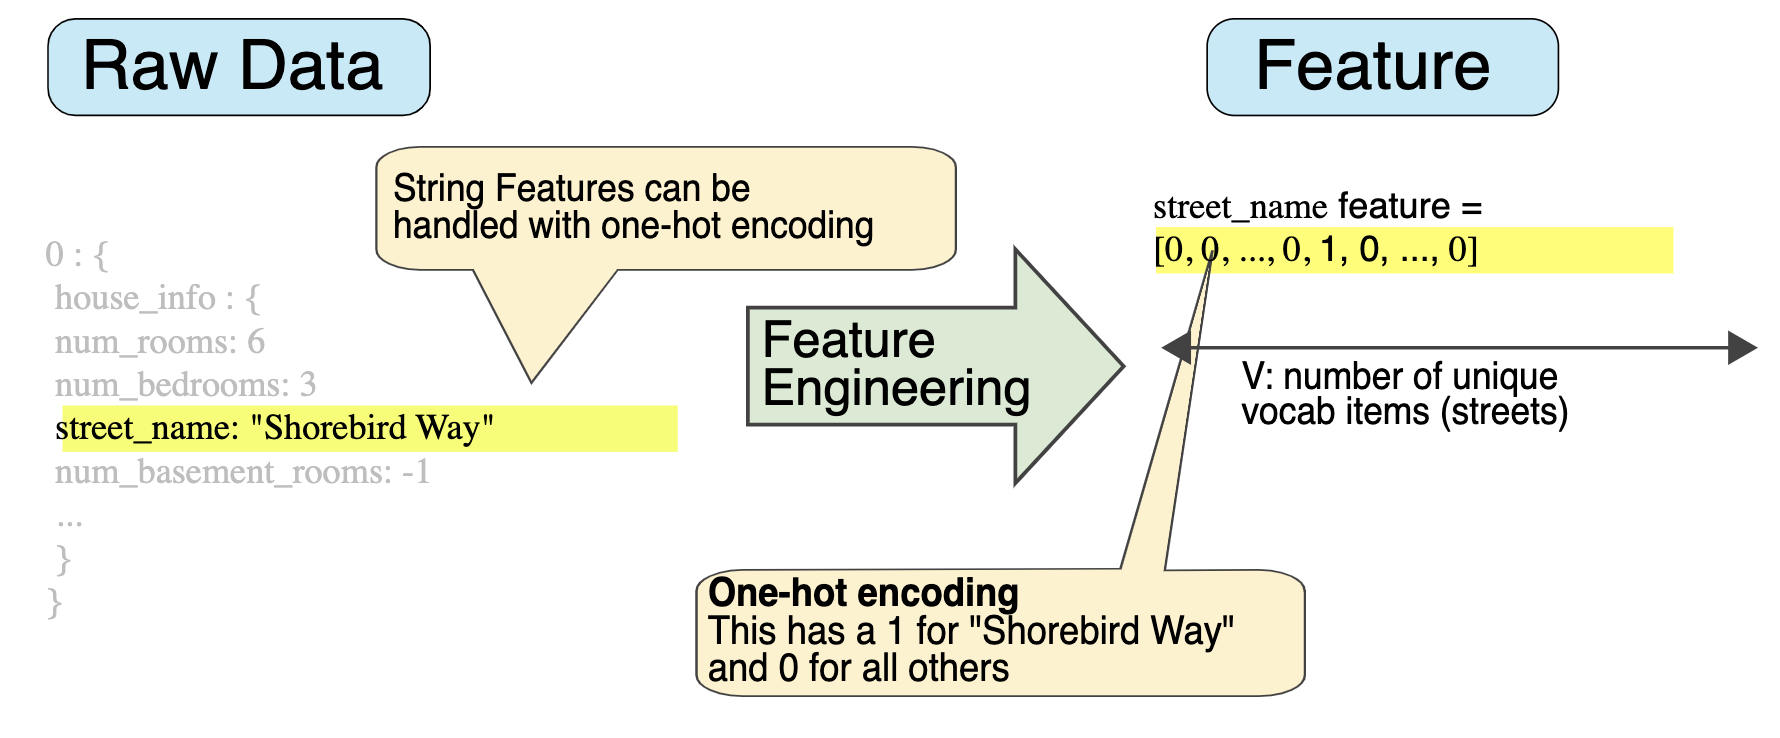 Raw Data
Feature
String Features can be
handled with one-hot encoding
0 : {
house_info : {
num_rooms: 6
num_bedrooms: 3
street_name: "Shorebird Way"
num_basement_rooms: -1
...
}
}
Feature
Engineering
street_name feature =
[0, 0, ..., 0, 1, 0, ..., 0]
V: number of unique
vocab items (streets)
One-hot encoding
This has a 1 for "Shorebird Way"
and 0 for all others